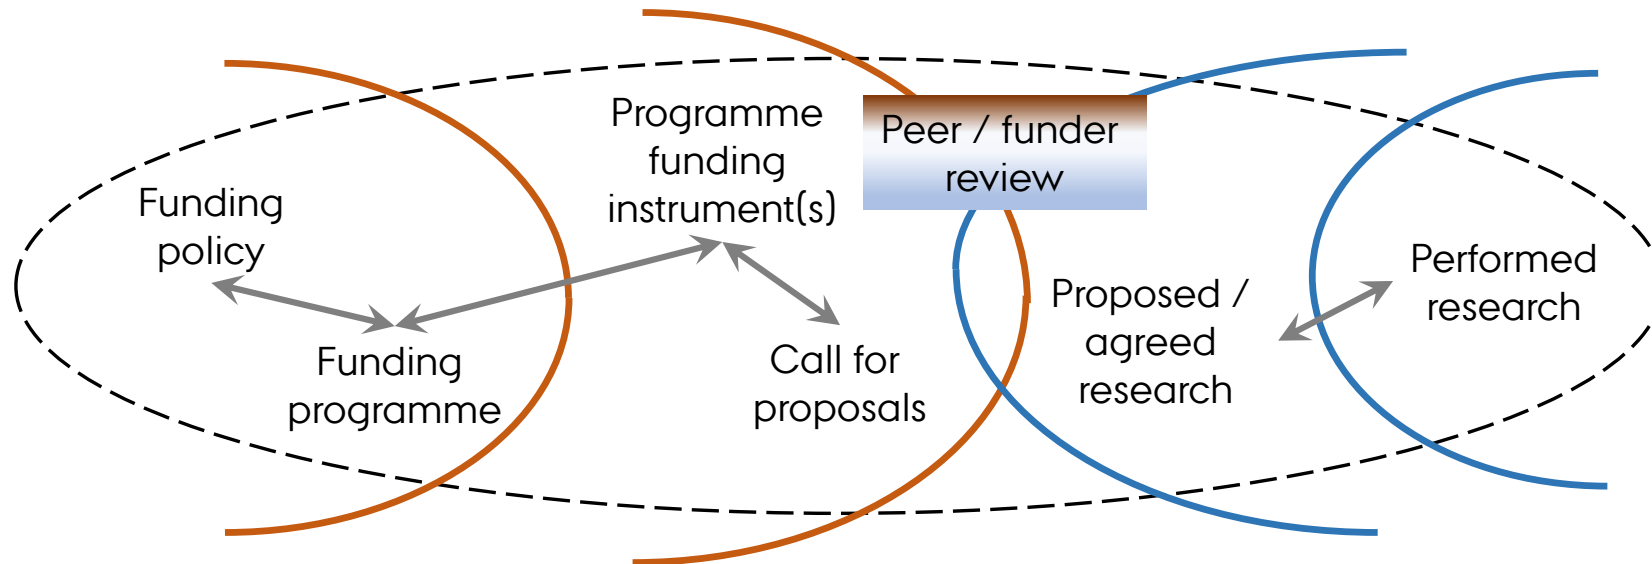 Funding
policy
Funding
programme
Programme
funding
instrument(s)
Call for
proposals
Peer / funder
review
Proposed /
agreed
research
Performed
research